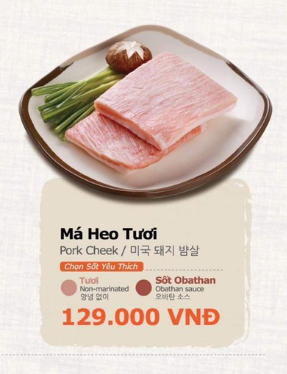 Má Heo Tươi
Pork Cheek / 미국 돼지 밤살
Chọn Sốt Yêu Thích
Tươi
Non-marinated
양념 없이
Sốt Obathan
Obathan sauce
오바탄 소스
129.000 VNĐ